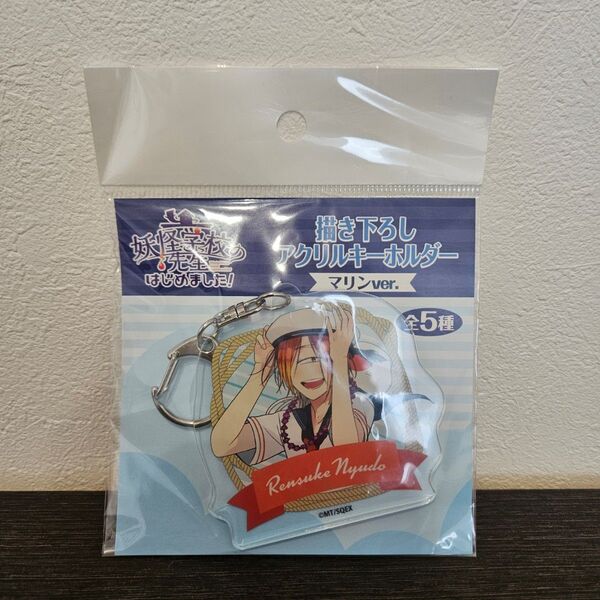 妖怪学校の
先生
はじめました!
描き下ろし
アクリルキーホルダー
マリンver.
全5種
Rensuke Nyudo
©MT/SQEX